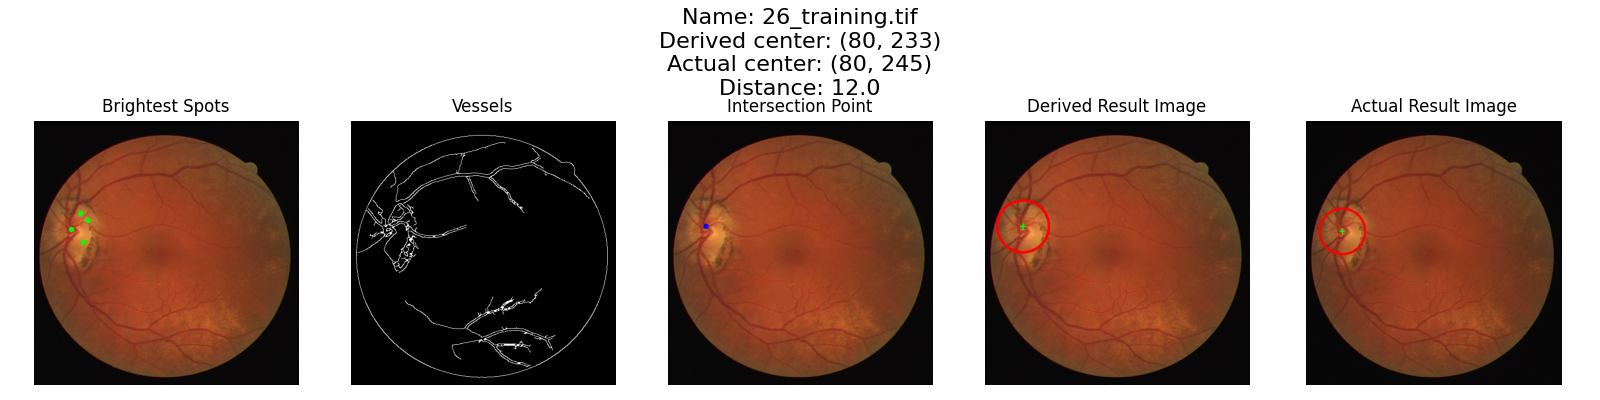 Name: 26_training.tif
Derived center: (80, 233)
Actual center: (80, 245)
Distance: 12.0
Brightest Spots
Vessels
Intersection Point
Derived Result Image
Actual Result Image